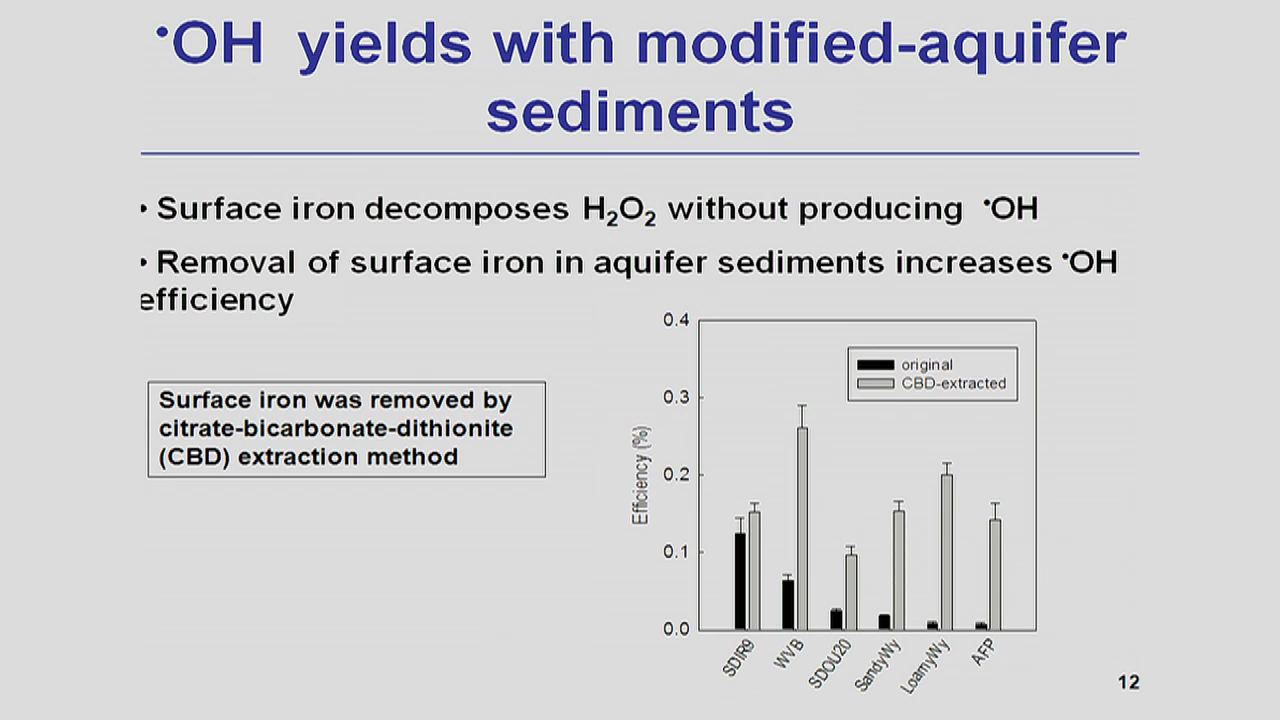 •OH yields with modified-aquifer
sediments
• Surface iron decomposes H₂O₂ without producing •OH
• Removal of surface iron in aquifer sediments increases •OH
efficiency
Surface iron was removed by
citrate-bicarbonate-dithionite
(CBD) extraction method
original
CBD-extracted
Efficiency (%)
0.4
0.3
0.2
0.1
0.0
SDIR9
WVB
SDOU20
SandyWy
LoamyWy
AFP
12